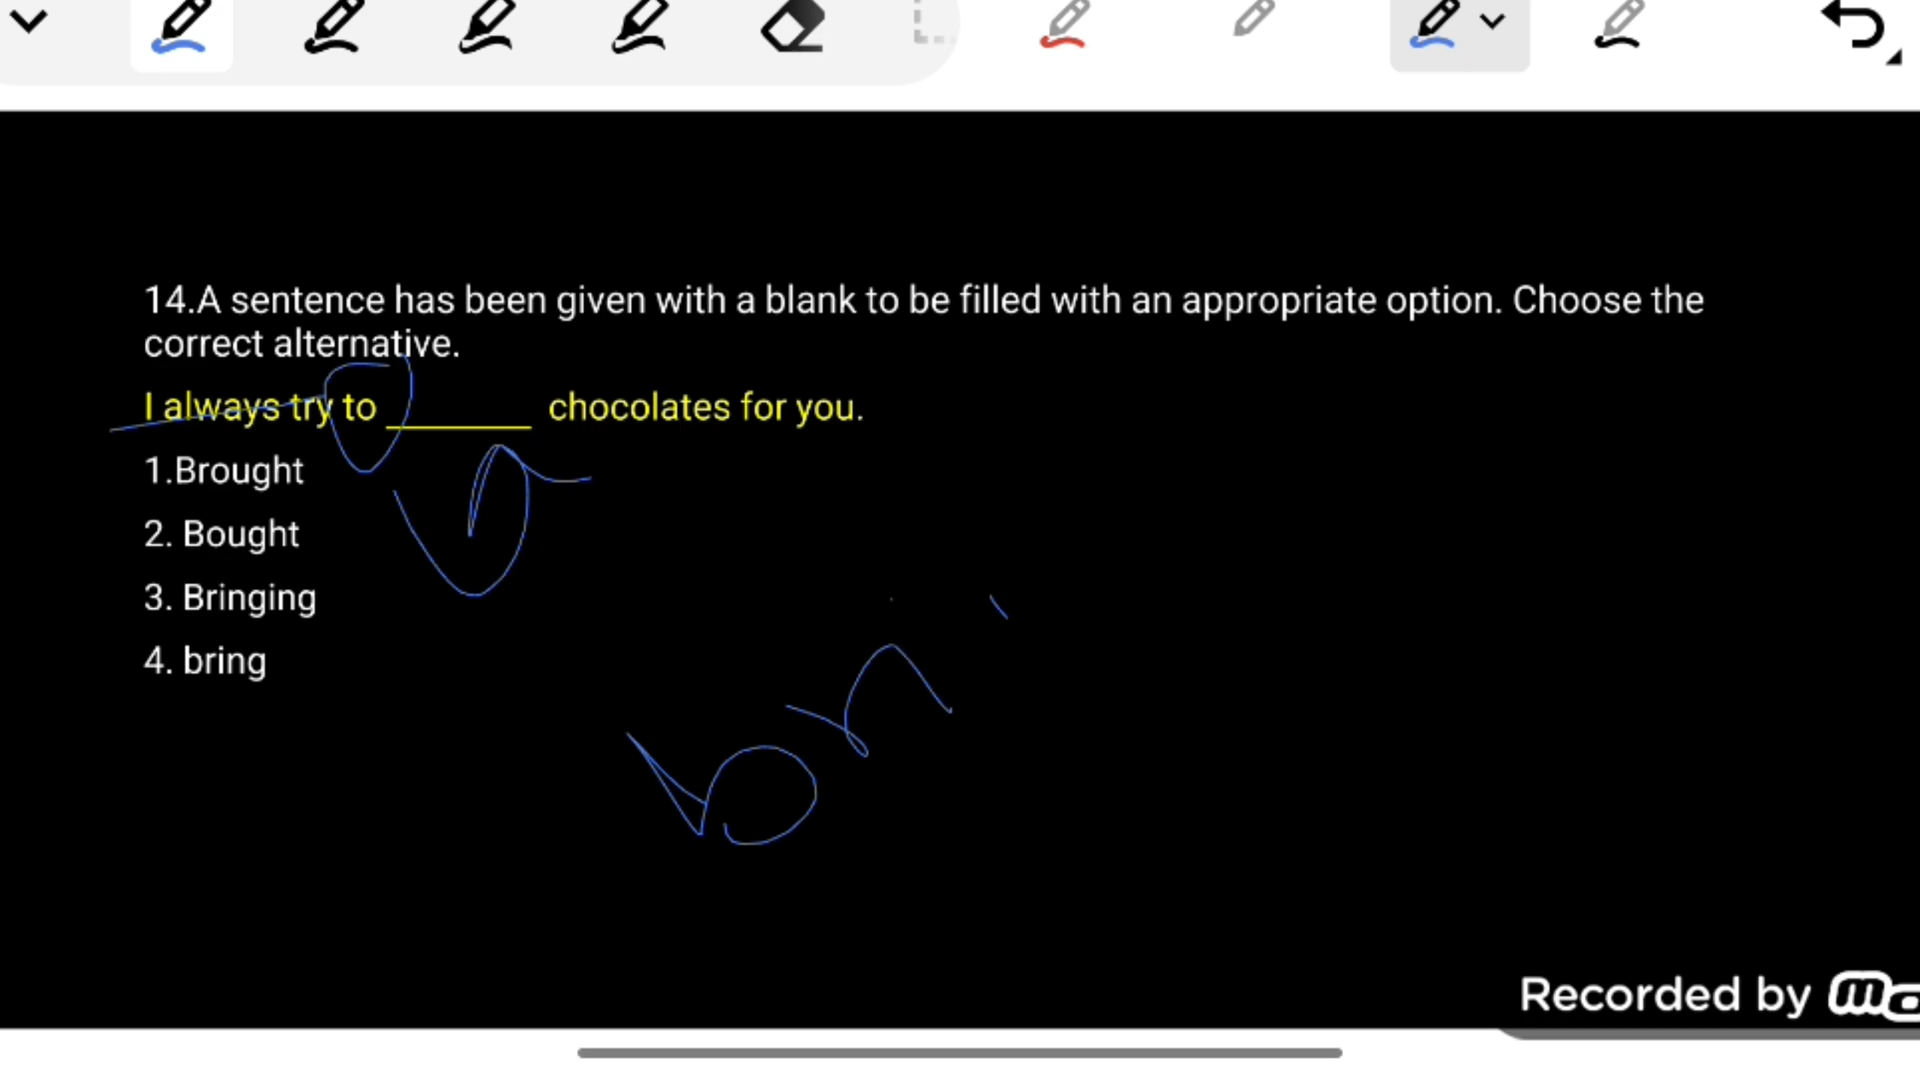 14.A sentence has been given with a blank to be filled with an appropriate option. Choose the
correct alternative.
I always try to ________ chocolates for you.
1.Brought
2. Bought
3. Bringing
4. bring
Recorded by